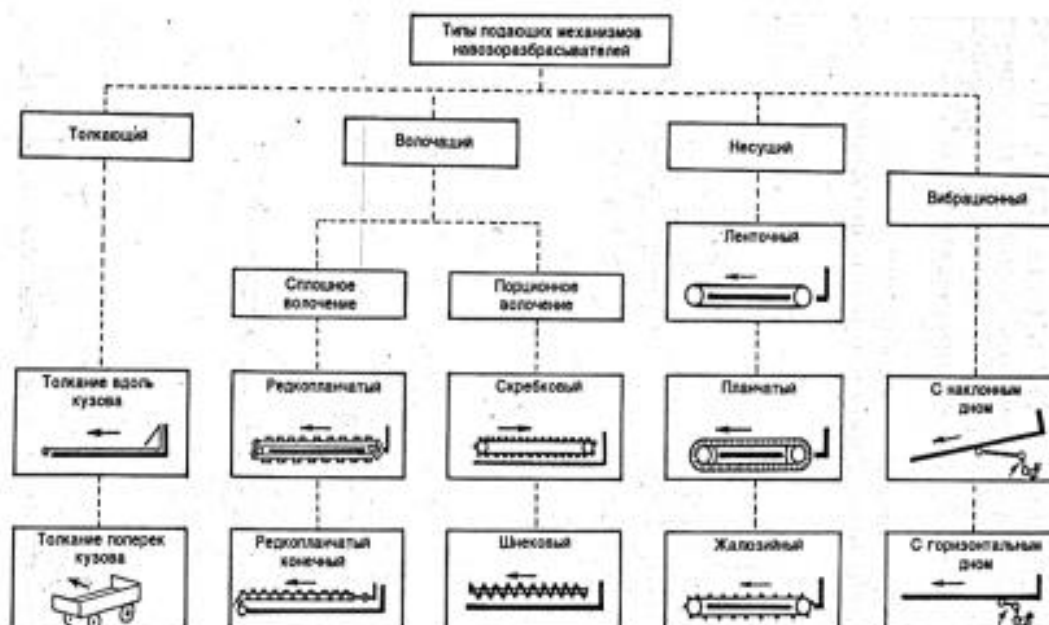 Типы подающих механизмов
навозоразбрасывателей
Толкающия
Волочащий
Несущий
Вибрационный
Ленточный
Сплошное
волочение
Порционное
волочение
Толкание вдоль
кузова
Редкопланчатый
Скребковый
Планчатый
С наклонным
дном
Толкание поперек
кузова
Редкопланчатый
конечный
Шнековый
Жалюзийный
С горизонтальным
дном